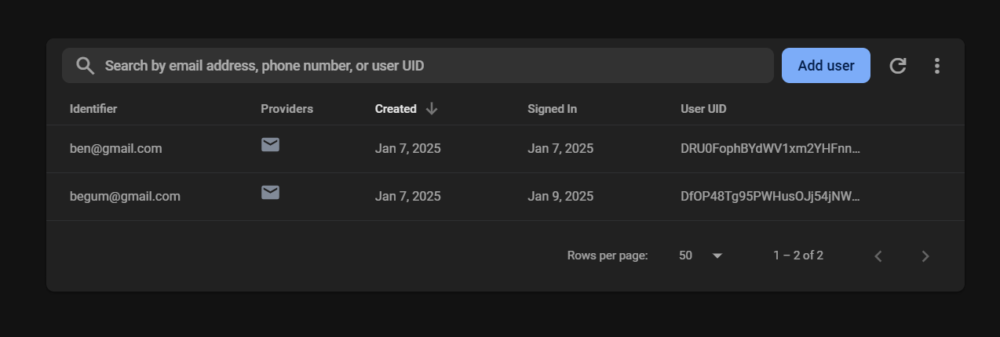 Search by email address, phone number, or user UID Add user
Identifier Providers Created Signed In User UID
ben@gmail.com Jan 7, 2025 Jan 7, 2025 DRU0FophBYdWV1xm2YHFnn...
begum@gmail.com Jan 7, 2025 Jan 9, 2025 DfOP48Tg95PWHusOJj54jNW...
Rows per page: 50 1 – 2 of 2